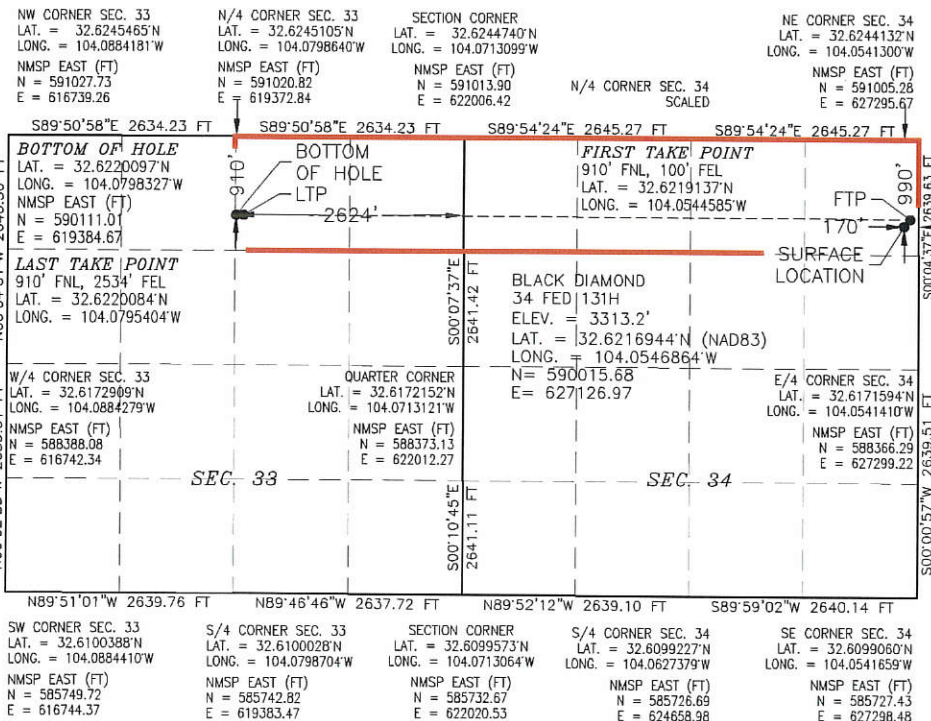 NW CORNER SEC. 33
LAT. = 32.6245465°N
LONG. = 104.0884181°W
NMSP EAST (FT)
N = 591027.73
E = 616739.26
N/4 CORNER SEC. 33
LAT. = 32.6245105°N
LONG. = 104.0798640°W
NMSP EAST (FT)
N = 591020.82
E = 619372.84
SECTION CORNER
LAT. = 32.6244740°N
LONG. = 104.0713099°W
NMSP EAST (FT)
N = 591013.90
E = 622006.42
N/4 CORNER SEC. 34
SCALED
NE CORNER SEC. 34
LAT. = 32.6244132°N
LONG. = 104.0541300°W
NMSP EAST (FT)
N = 591005.28
E = 627295.67
S89°50'58"E 2634.23 FT
S89°50'58"E 2634.23 FT
S89°54'24"E 2645.27 FT
S89°54'24"E 2645.27 FT
BOTTOM OF HOLE
LAT. = 32.6220097°N
LONG. = 104.0798327°W
NMSP EAST (FT)
N = 590111.01
E = 619384.67
910'
BOTTOM
OF HOLE
LTP
2624'
FIRST TAKE POINT
910' FNL, 100' FEL
LAT. = 32.6219137°N
LONG. = 104.0544585°W
990'
FTP
170'
SURFACE
LOCATION
S00°04'37"E 2639.63 FT
LAST TAKE POINT
910' FNL, 2534' FEL
LAT. = 32.6220084°N
LONG. = 104.0795404°W
S00°07'37"E
2641.42 FT
BLACK DIAMOND
34 FED 131H
ELEV. = 3313.2'
LAT. = 32.6216944°N (NAD83)
LONG. = 104.0546864°W
N= 590015.68
E= 627126.97
W/4 CORNER SEC. 33
LAT. = 32.6172909°N
LONG. = 104.0884279°W
NMSP EAST (FT)
N = 588388.08
E = 616742.34
QUARTER CORNER
LAT. = 32.6172152°N
LONG. = 104.0713121°W
NMSP EAST (FT)
N = 588373.13
E = 622012.27
E/4 CORNER SEC. 34
LAT. = 32.6171594°N
LONG. = 104.0541410°W
NMSP EAST (FT)
N = 588366.29
E = 627299.22
SEC. 33
SEC. 34
S00°10'45"E
2641.11 FT
S00°00'57"W 2639.51 FT
N89°51'01"W 2639.76 FT
N89°46'46"W 2637.72 FT
N89°52'12"W 2639.10 FT
S89°59'02"W 2640.14 FT
SW CORNER SEC. 33
LAT. = 32.6100388°N
LONG. = 104.0884410°W
NMSP EAST (FT)
N = 585749.72
E = 616744.37
S/4 CORNER SEC. 33
LAT. = 32.6100028°N
LONG. = 104.0798704°W
NMSP EAST (FT)
N = 585742.82
E = 619383.47
SECTION CORNER
LAT. = 32.6099573°N
LONG. = 104.0713064°W
NMSP EAST (FT)
N = 585732.67
E = 622020.53
S/4 CORNER SEC. 34
LAT. = 32.6099227°N
LONG. = 104.0627379°W
NMSP EAST (FT)
N = 585726.69
E = 624658.98
SE CORNER SEC. 34
LAT. = 32.6099060°N
LONG. = 104.0541659°W
NMSP EAST (FT)
N = 585727.43
E = 627298.48